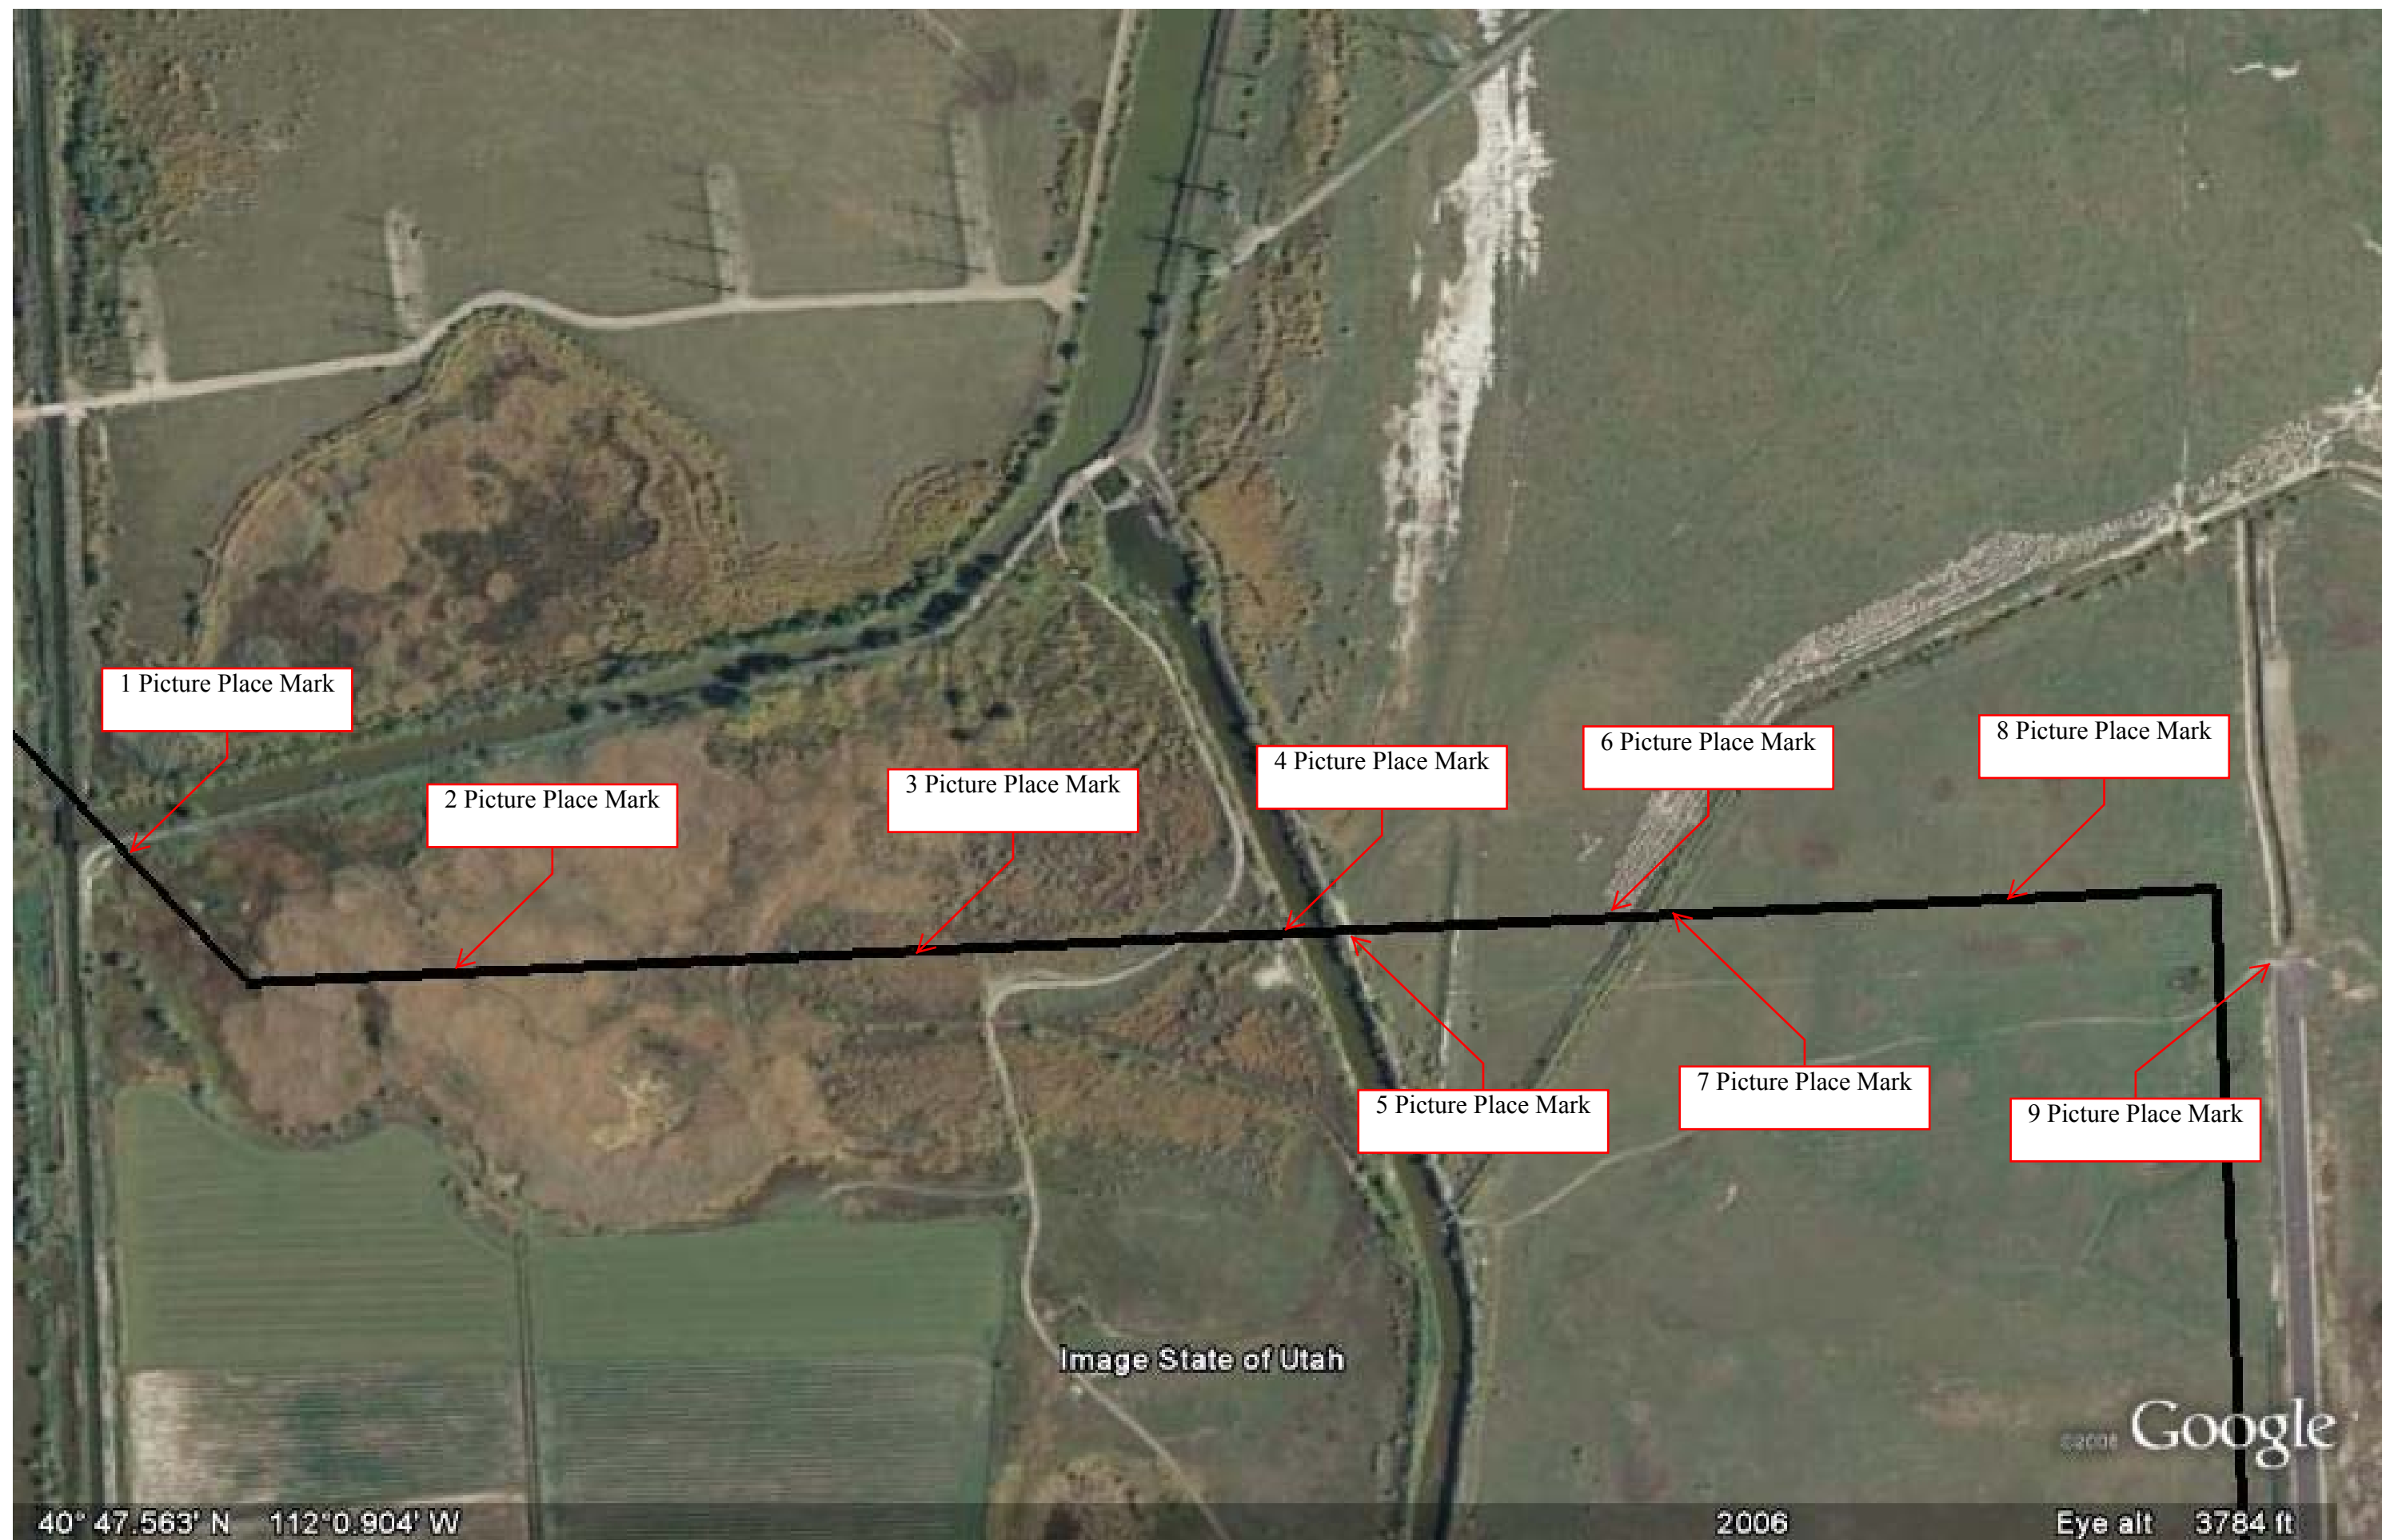 1 Picture Place Mark
2 Picture Place Mark
3 Picture Place Mark
4 Picture Place Mark
6 Picture Place Mark
8 Picture Place Mark
5 Picture Place Mark
7 Picture Place Mark
9 Picture Place Mark
Image State of Utah
©2008 Google
40° 47.563' N 112°0.904' W 2006 Eye alt 3784 ft